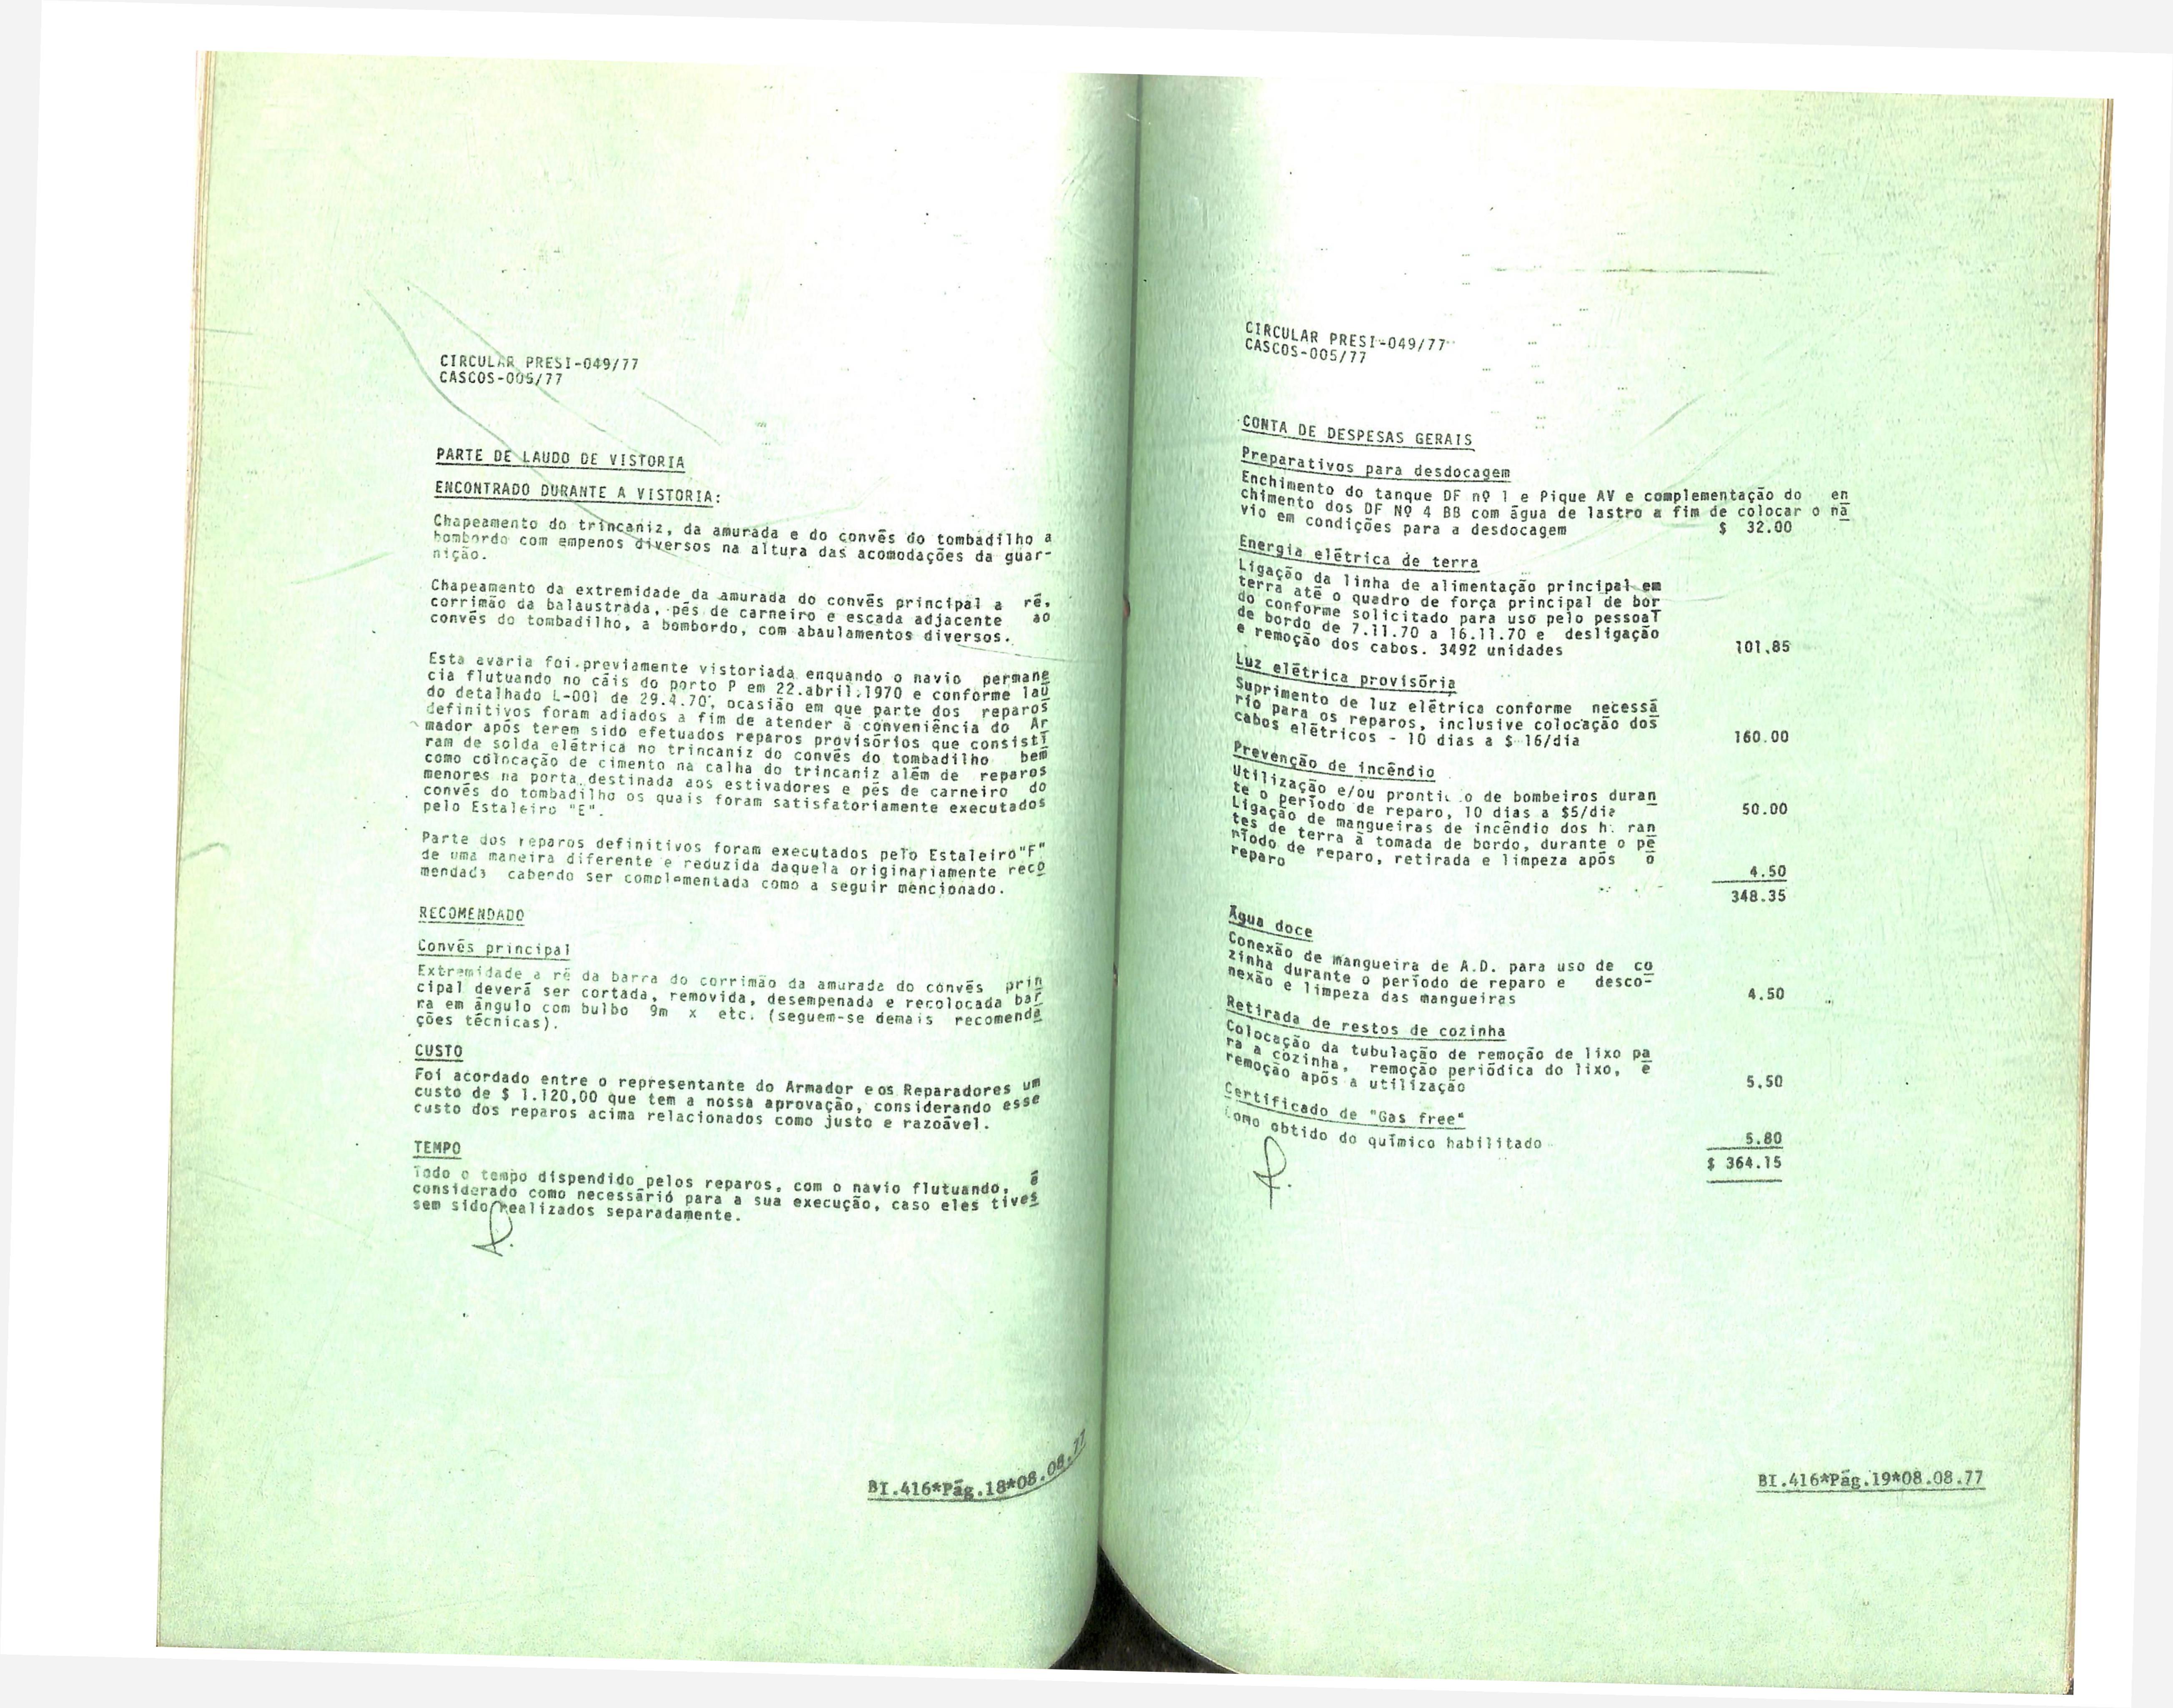 CIRCULAR PRESI-049/77
CASCOS-005/77
PARTE DE LAUDO DE VISTORIA
ENCONTRADO DURANTE A VISTORIA:
Chapeamento do trincaniz, da amurada e do convés do tombadilho a
bombordo com empenos diversos na altura das acomodações da guar-
nição.
Chapeamento da extremidade da amurada do convés principal a ré,
corrimão da balaustrada, pés de carneiro e escada adjacente ao
convés do tombadilho, a bombordo, com abaulamentos diversos.
Esta avaria foi previamente vistoriada enquando o navio permane
cia flutuando no cáis do porto P em 22.abril.1970 e conforme lau
do detalhado L-001 de 29.4.70, ocasião em que parte dos reparos
definitivos foram adiados a fim de atender à conveniência do Ar
mador após terem sido efetuados reparos provisórios que consisti
ram de solda elétrica no trincaniz do convés do tombadilho bem
como colocação de cimento na calha do trincaniz além de reparos
menores na porta destinada aos estivadores e pés de carneiro do
convés do tombadilho os quais foram satisfatoriamente executados
pelo Estaleiro "E".
Parte dos reparos definitivos foram executados pelo Estaleiro"F"
de uma maneira diferente e reduzida daquela originariamente reco
mendada cabendo ser complementada como a seguir mencionado.
RECOMENDADO
Convés principal
Extremidade a ré da barra do corrimão da amurada do convés prin
cipal deverá ser cortada, removida, desempenada e recolocada bar
ra em ângulo com bulbo 9m x etc. (seguem-se demais recomenda
ções técnicas).
CUSTO
Foi acordado entre o representante do Armador e os Reparadores um
custo de $ 1.120,00 que tem a nossa aprovação, considerando esse
custo dos reparos acima relacionados como justo e razoável.
TEMPO
Todo o tempo dispendido pelos reparos, com o navio flutuando, é
considerado como necessário para a sua execução, caso eles tives
sem sido realizados separadamente.
BI.416*Pág.18*08.08.77
CIRCULAR PRESI-049/77
CASCOS-005/77
CONTA DE DESPESAS GERAIS
Preparativos para desdocagem
Enchimento do tanque DF nº 1 e Pique AV e complementação do en
chimento dos DF Nº 4 BB com água de lastro a fim de colocar o na
vio em condições para a desdocagem $ 32.00
Energia elétrica de terra
Ligação da linha de alimentação principal em
terra até o quadro de força principal de bor
do conforme solicitado para uso pelo pessoal
de bordo de 7.11.70 a 16.11.70 e desligação
e remoção dos cabos. 3492 unidades 101,85
Luz elétrica provisória
Suprimento de luz elétrica conforme necessá
rio para os reparos, inclusive colocação dos
cabos elétricos - 10 dias a $ 16/dia 160.00
Prevenção de incêndio
Utilização e/ou de bombeiros duran
te o período de reparo, 10 dias a $5/dia 50.00
Ligação de mangueiras de incêndio dos h ran
tes de terra à tomada de bordo, durante o pe
ríodo de reparo, retirada e limpeza após o
reparo 4.50
348.35
Água doce
Conexão de mangueira de A.D. para uso de co
zinha durante o período de reparo e desco-
nexão e limpeza das mangueiras 4.50
Retirada de restos de cozinha
Colocação da tubulação de remoção de lixo pa
ra a cozinha, remoção periódica do lixo, e
remoção após a utilização 5.50
Certificado de "Gas free"
Como obtido do químico habilitado 5.80
$ 364.15
BI.416*Pág.19*08.08.77